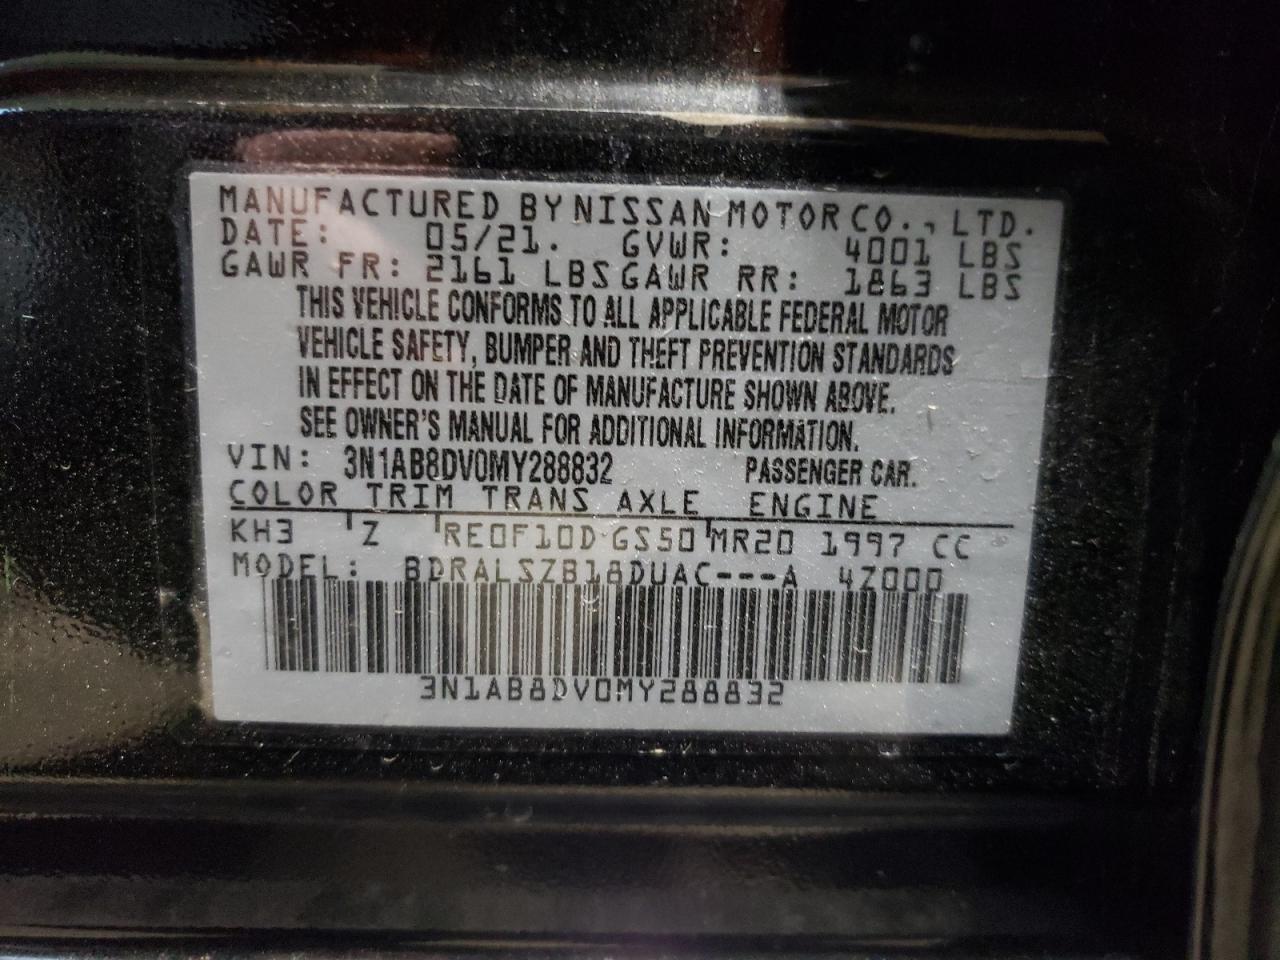 MANUFACTURED BY NISSAN MOTOR CO., LTD.
DATE: 05/21. GVWR: 4001 LBS
GAWR FR: 2161 LBS GAWR RR: 1863 LBS
THIS VEHICLE CONFORMS TO ALL APPLICABLE FEDERAL MOTOR
VEHICLE SAFETY, BUMPER AND THEFT PREVENTION STANDARDS
IN EFFECT ON THE DATE OF MANUFACTURE SHOWN ABOVE.
SEE OWNER'S MANUAL FOR ADDITIONAL INFORMATION.
VIN: 3N1AB8DV0MY288832 PASSENGER CAR.
COLOR TRIM TRANS AXLE ENGINE
KH3 Z RE0F10D GS50 MR20 1997 CC
MODEL: BDRALSZB18DUAC---A 4Z000
3N1AB8DV0MY288832